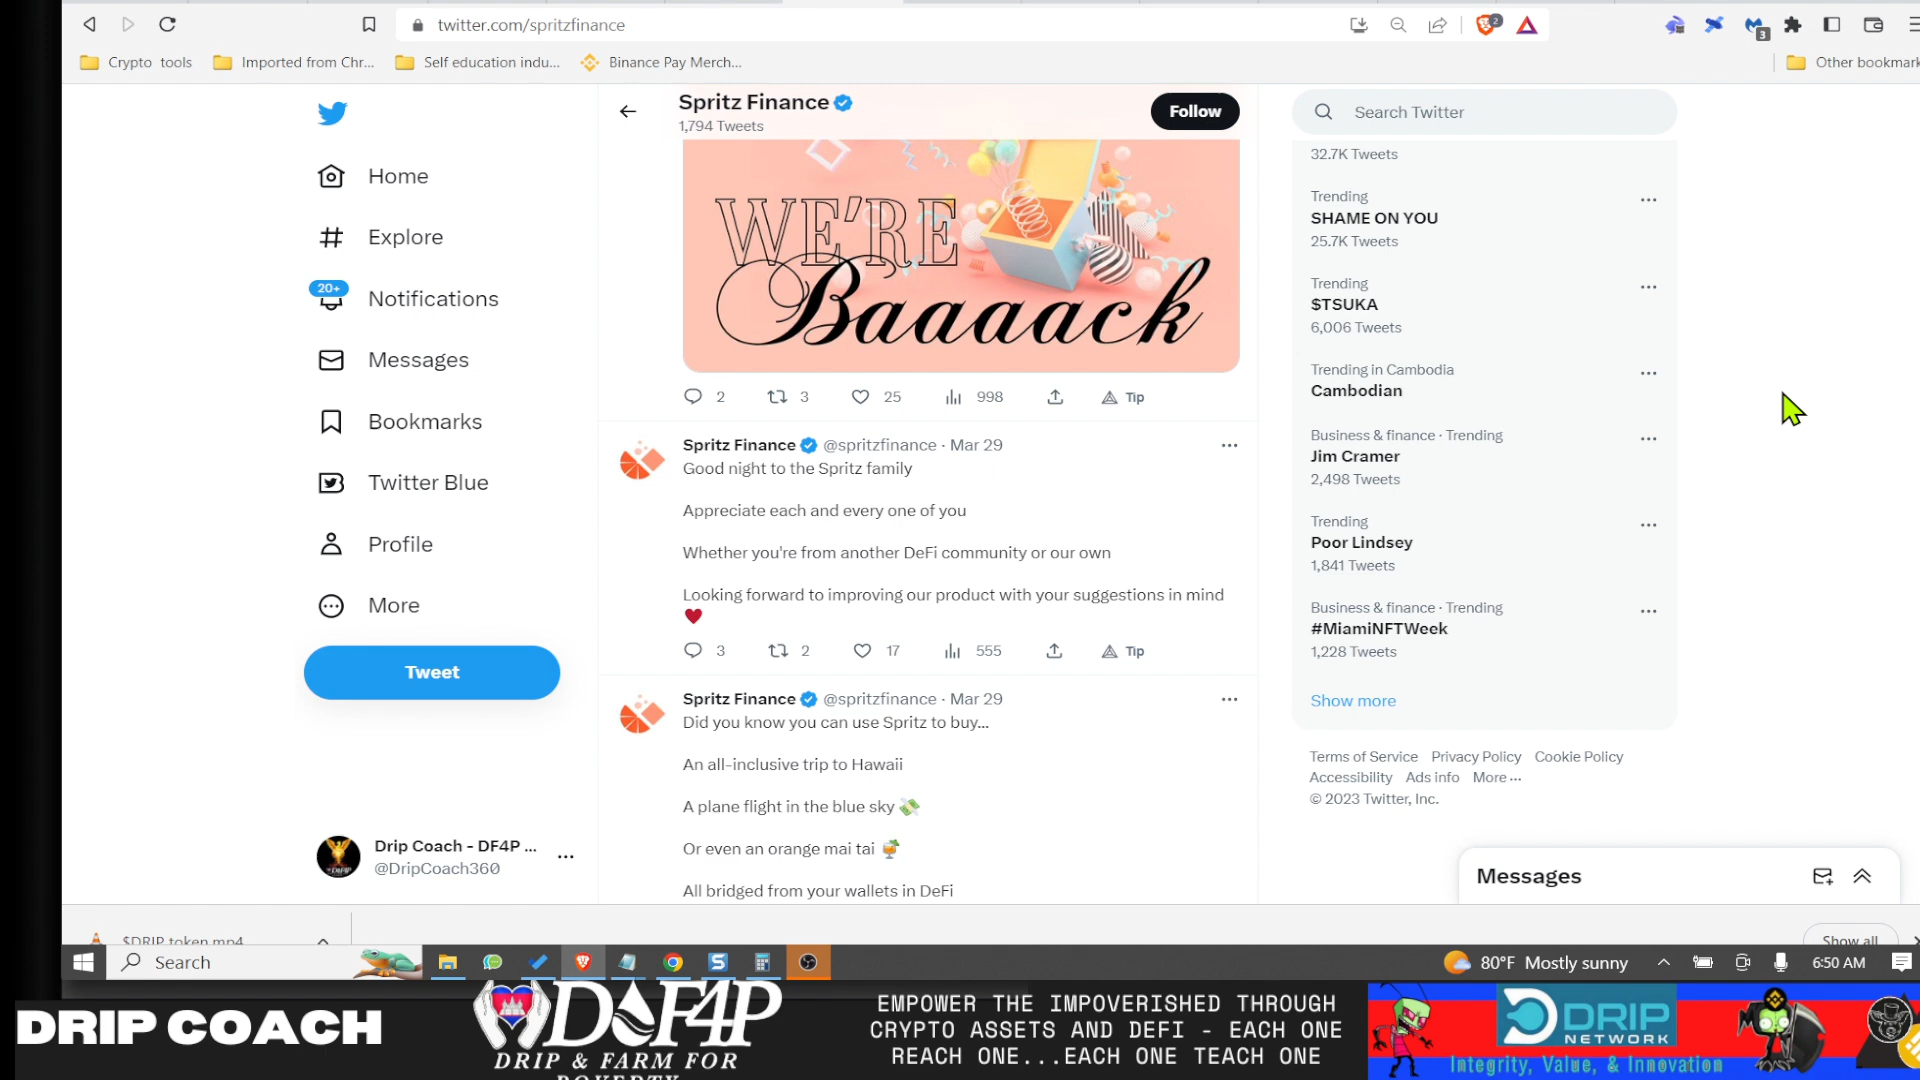 twitter.com/spritzfinance
2
3
Crypto tools
Imported from Chr...
Self education indu...
Binance Pay Merch...
Other bookmark
Home
Explore
20+
Notifications
Messages
Bookmarks
Twitter Blue
Profile
More
Tweet
Drip Coach - DF4P ...
@DripCoach360
Spritz Finance
1,794 Tweets
Follow
WE'RE
Baaaack
2
3
25
998
Tip
Spritz Finance @spritzfinance · Mar 29
Good night to the Spritz family
Appreciate each and every one of you
Whether you're from another DeFi community or our own
Looking forward to improving our product with your suggestions in mind
3
2
17
555
Tip
Spritz Finance @spritzfinance · Mar 29
Did you know you can use Spritz to buy...
An all-inclusive trip to Hawaii
A plane flight in the blue sky
Or even an orange mai tai
All bridged from your wallets in DeFi
Search Twitter
32.7K Tweets
Trending
SHAME ON YOU
25.7K Tweets
Trending
$TSUKA
6,006 Tweets
Trending in Cambodia
Cambodian
Business & finance · Trending
Jim Cramer
2,498 Tweets
Trending
Poor Lindsey
1,841 Tweets
Business & finance · Trending
#MiamiNFTWeek
1,228 Tweets
Show more
Terms of Service Privacy Policy Cookie Policy
Accessibility Ads info More ...
© 2023 Twitter, Inc.
Messages
$DRIP token.mp4
Show all
Search
80°F Mostly sunny
6:50 AM
DRIP COACH
DF4P
DRIP & FARM FOR
POVERTY
EMPOWER THE IMPOVERISHED THROUGH
CRYPTO ASSETS AND DEFI - EACH ONE
REACH ONE...EACH ONE TEACH ONE
DRIP
NETWORK
Integrity, Value, & Innovation